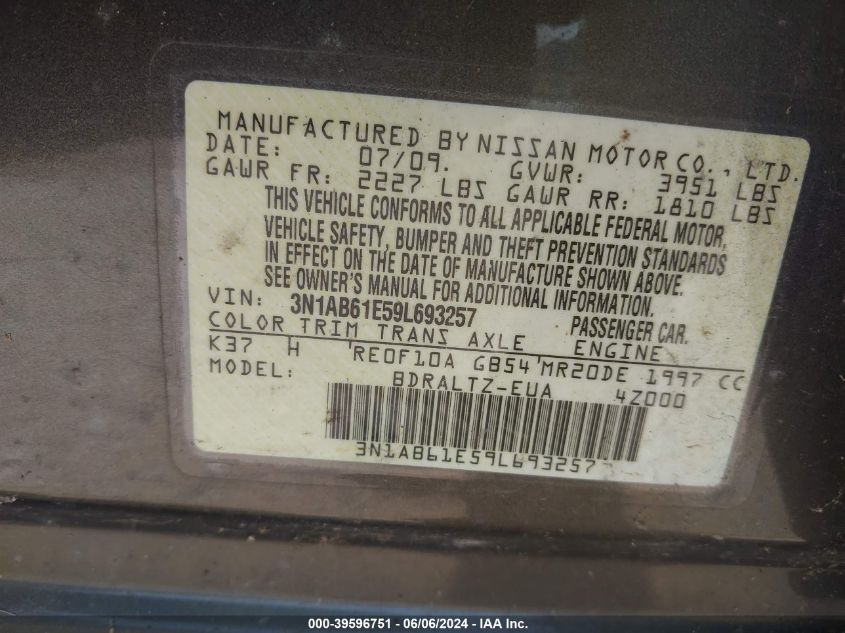 MANUFACTURED BY NISSAN MOTOR CO., LTD.
DATE: 07/09. GVWR: 3951 LBS
GAWR FR: 2227 LBS GAWR RR: 1810 LBS
THIS VEHICLE CONFORMS TO ALL APPLICABLE FEDERAL MOTOR,
VEHICLE SAFETY, BUMPER AND THEFT PREVENTION STANDARDS
IN EFFECT ON THE DATE OF MANUFACTURE SHOWN ABOVE.
SEE OWNER'S MANUAL FOR ADDITIONAL INFORMATION.
VIN: 3N1AB61E59L693257 PASSENGER CAR.
COLOR TRIM TRANS AXLE ENGINE
K37 H RE0F10A GB54 MR20DE 1997 CC
MODEL: BDRALTZ-EUA 4Z000
3N1AB61E59L693257
000-39596751 - 06/06/2024 - IAA Inc.